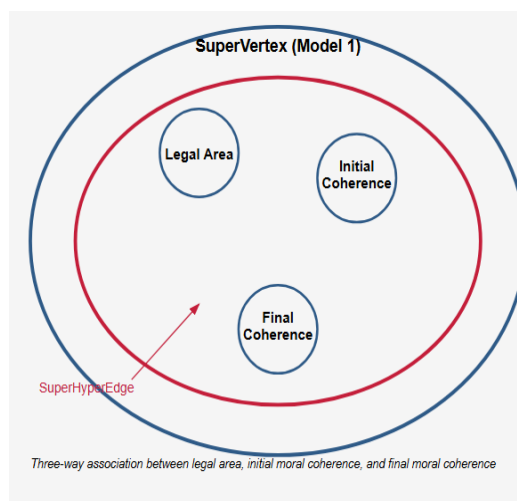 SuperVertex (Model 1)
Legal Area
Initial
Coherence
Final
Coherence
SuperHyperEdge
Three-way association between legal area, initial moral coherence, and final moral coherence